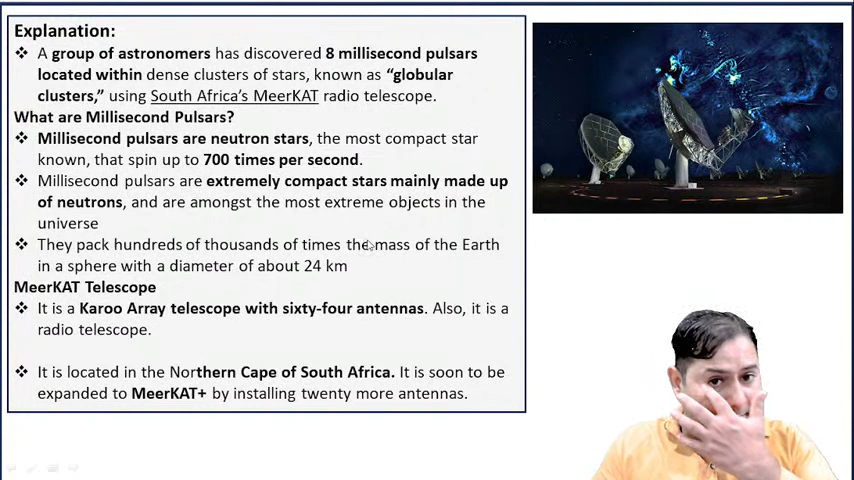 Explanation:
❖ A group of astronomers has discovered 8 millisecond pulsars
located within dense clusters of stars, known as “globular
clusters,” using South Africa’s MeerKAT radio telescope.
What are Millisecond Pulsars?
❖ Millisecond pulsars are neutron stars, the most compact star
known, that spin up to 700 times per second.
❖ Millisecond pulsars are extremely compact stars mainly made up
of neutrons, and are amongst the most extreme objects in the
universe
❖ They pack hundreds of thousands of times the mass of the Earth
in a sphere with a diameter of about 24 km
MeerKAT Telescope
❖ It is a Karoo Array telescope with sixty-four antennas. Also, it is a
radio telescope.
❖ It is located in the Northern Cape of South Africa. It is soon to be
expanded to MeerKAT+ by installing twenty more antennas.